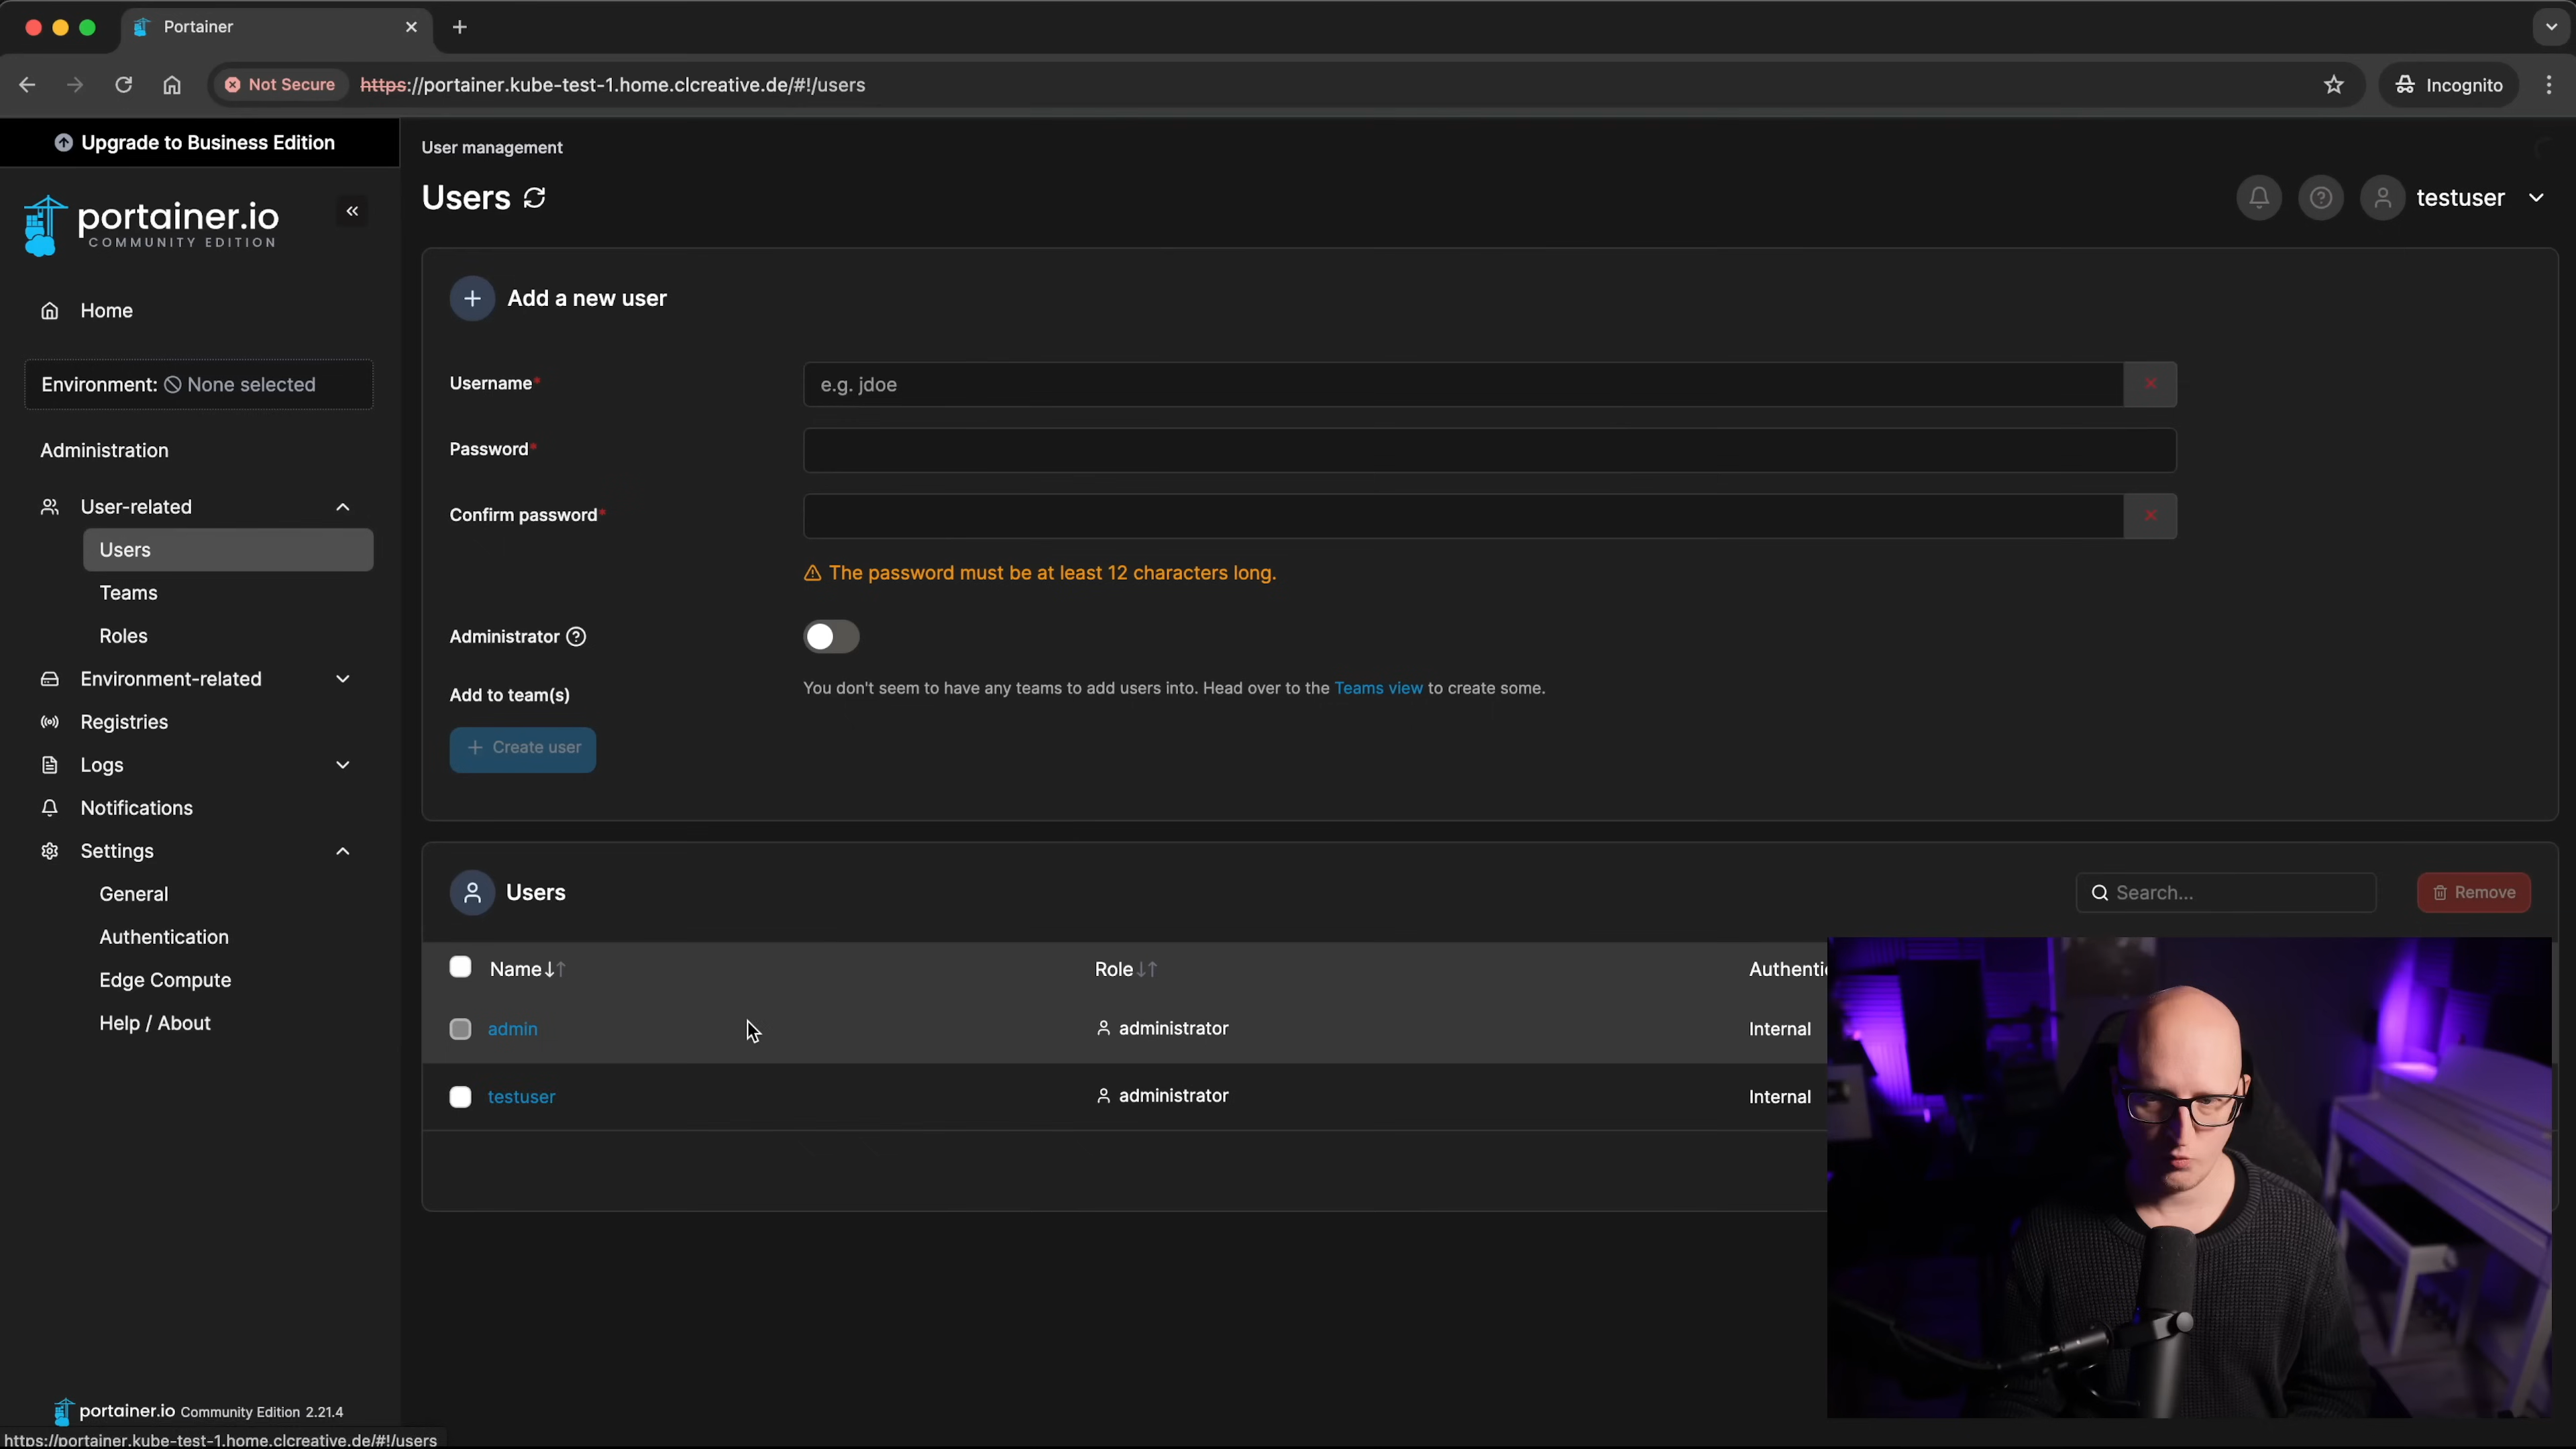 Portainer
Not Secure
https://portainer.kube-test-1.home.clcreative.de/#!/users
Incognito
Upgrade to Business Edition
portainer.io
COMMUNITY EDITION
Home
Environment: None selected
Administration
User-related
Users
Teams
Roles
Environment-related
Registries
Logs
Notifications
Settings
General
Authentication
Edge Compute
Help / About
portainer.io Community Edition 2.21.4
https://portainer.kube-test-1.home.clcreative.de/#!/users
User management
Users
testuser
Add a new user
Username*
e.g. jdoe
Password*
Confirm password*
The password must be at least 12 characters long.
Administrator
Add to team(s)
You don't seem to have any teams to add users into. Head over to the Teams view to create some.
Create user
Users
Search...
Remove
Name
Role
Authenti
admin
administrator
Internal
testuser
administrator
Internal